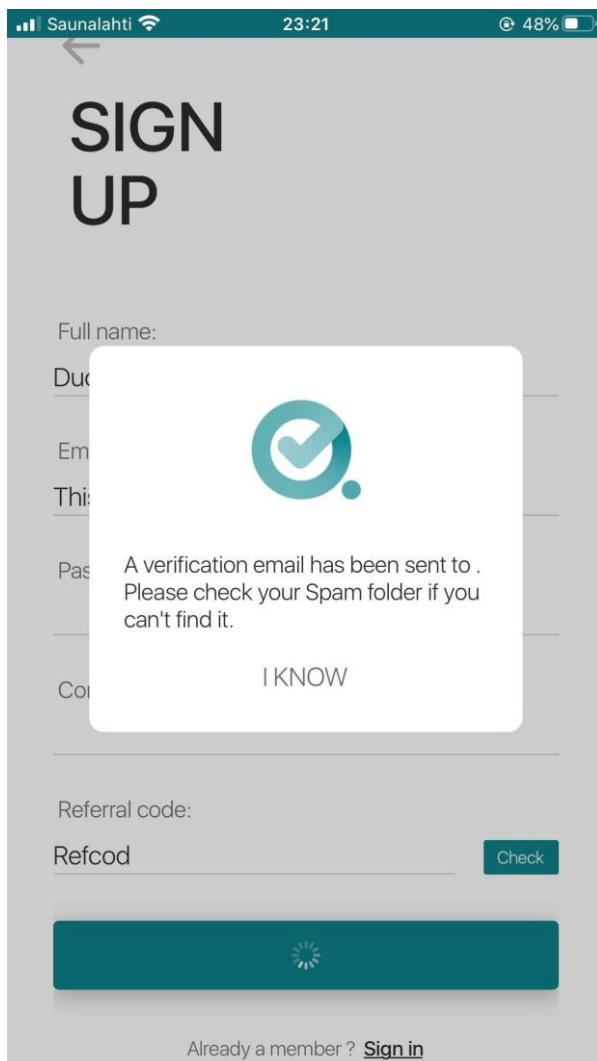 Saunalahti 23:21 48%
SIGN
UP
Full name:
Duc
Em
This
Pas
A verification email has been sent to .
Please check your Spam folder if you
can't find it.
I KNOW
Co
Referral code:
Refcod
Check
Already a member ? Sign in